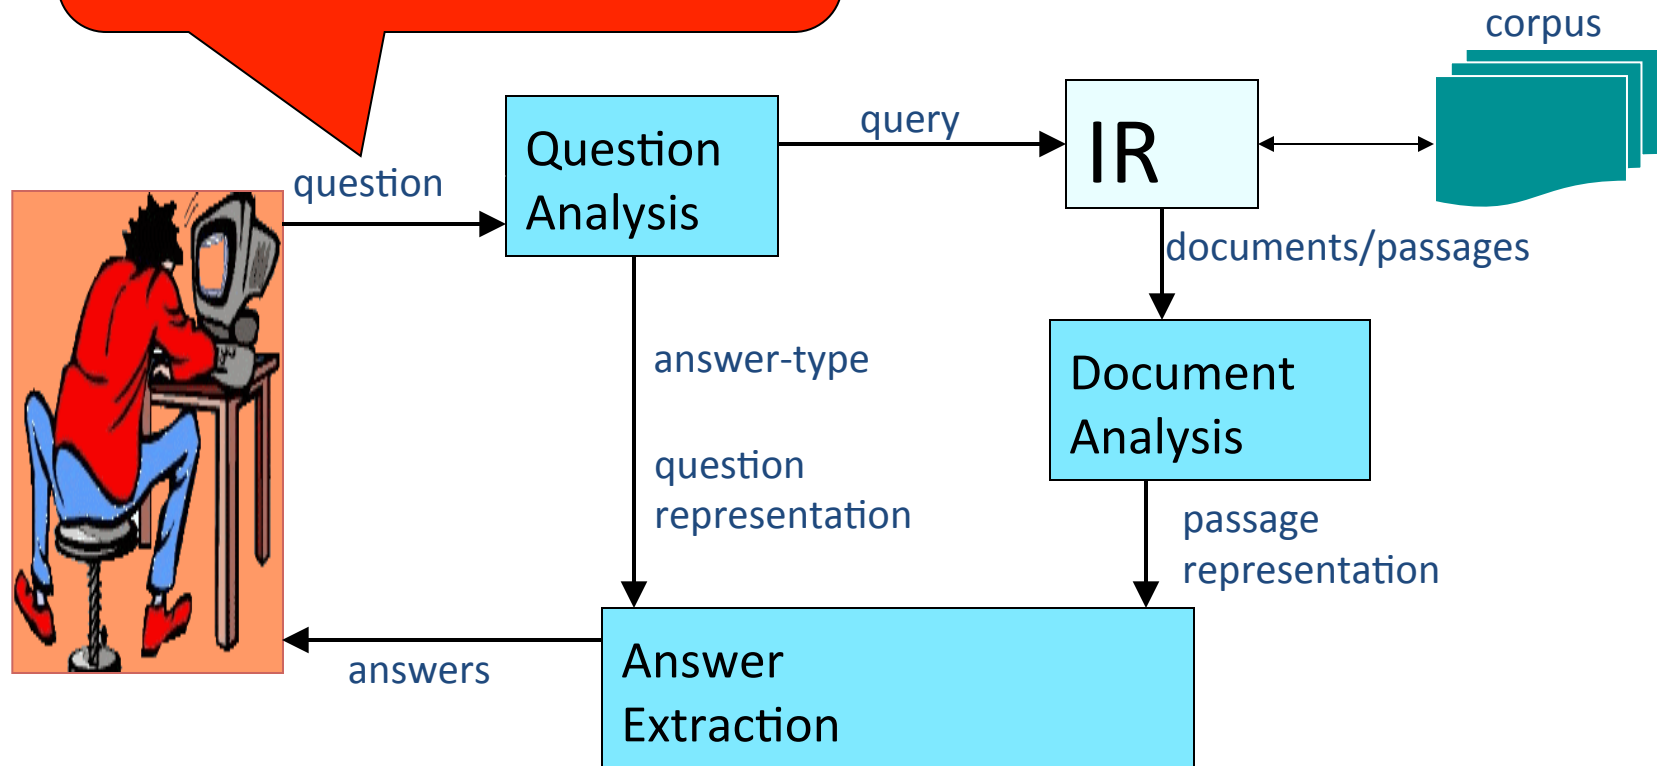 corpus
query
Question
Analysis
IR
question
documents/passages
answer-type
Document
Analysis
question
representation
passage
representation
answers
Answer
Extraction